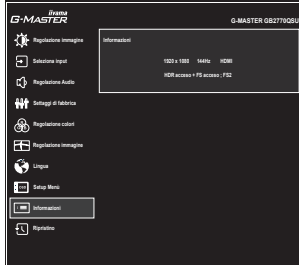 iiyama
G-MASTER
G-MASTER GB2770QSU
Regolazione immagine
Seleziona input
Regolazione Audio
Settaggi di fabbrica
Regolazione colori
Regolazione immagine
Lingua
Setup Menù
Informazioni
Ripristino
Informazioni
1920 x 1080 144Hz HDMI
HDR acceso + FS acceso ; FS2